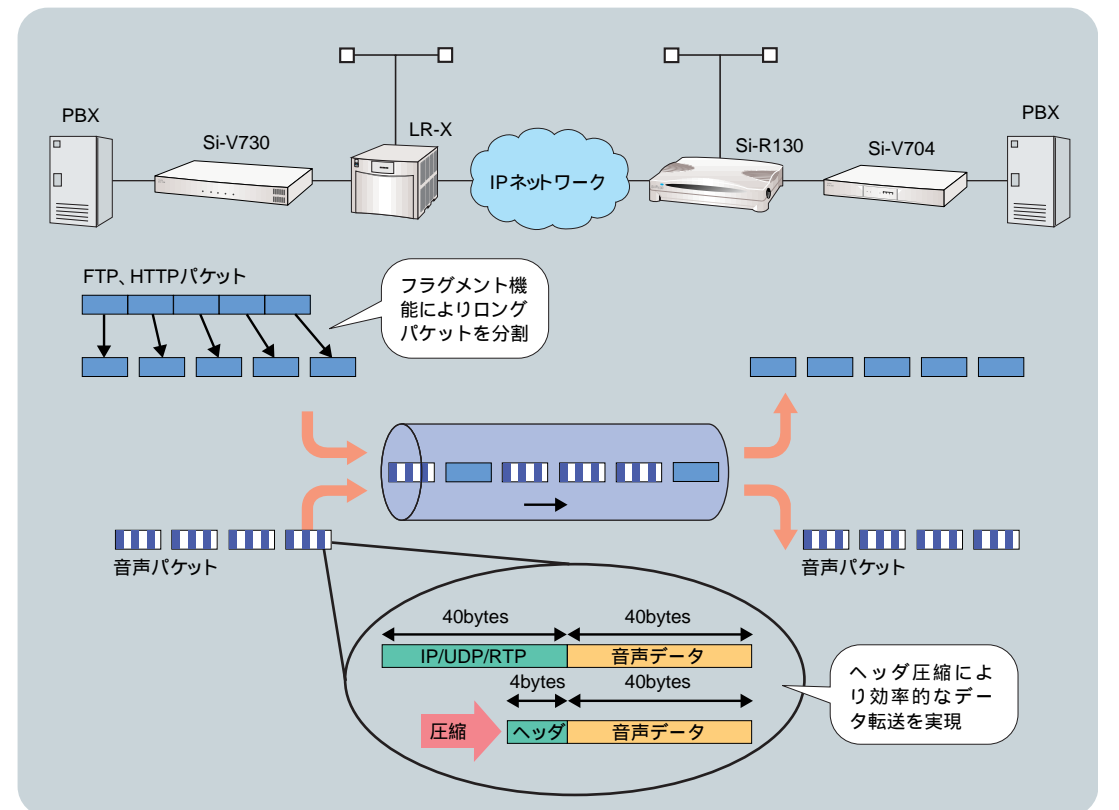 PBX
Si-V730
LR-X
IPネットワーク
Si-R130
Si-V704
PBX
FTP、HTTPパケット
フラグメント機
能によりロング
パケットを分割
音声パケット
音声パケット
40bytes
40bytes
IP/UDP/RTP
音声データ
4bytes
40bytes
圧縮
ヘッダ
音声データ
ヘッダ圧縮によ
り効率的なデー
タ転送を実現